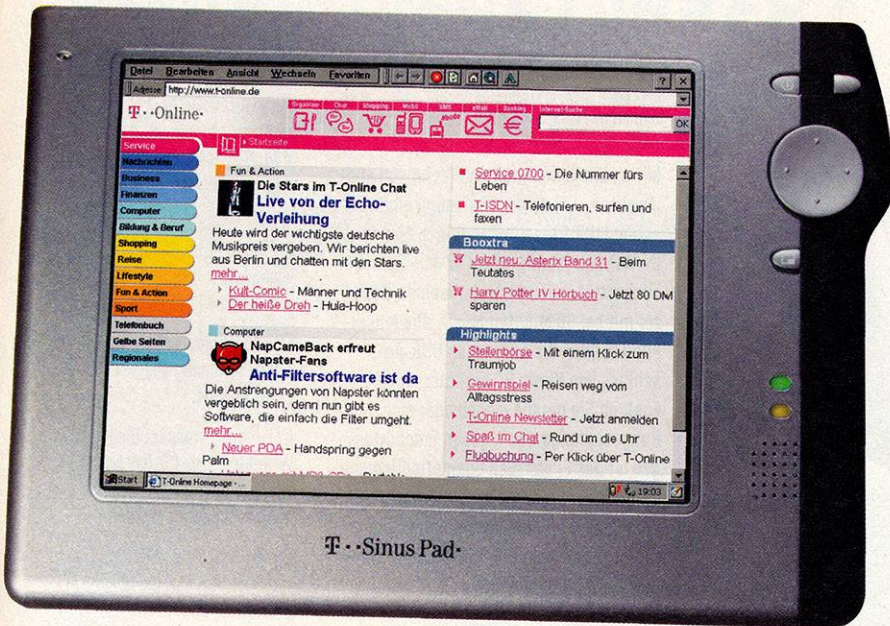 Datei Bearbeiten Ansicht Wechseln Favoriten ? ×
Adresse http://www.t-online.de
T··Online·
Organizer Chat Shopping Mobil SMS eMail Banking Internet-Suche
OK
Startseite
Service
Nachrichten
Business
Finanzen
Computer
Bildung & Beruf
Shopping
Reise
Lifestyle
Fun & Action
Sport
Telefonbuch
Gelbe Seiten
Regionales
Fun & Action
Die Stars im T-Online Chat
Live von der Echo-
Verleihung
Heute wird der wichtigste deutsche
Musikpreis vergeben. Wir berichten live
aus Berlin und chatten mit den Stars.
mehr...
Kult-Comic - Männer und Technik
Der heiße Dreh - Hula-Hoop
Computer
NapCameBack erfreut
Napster-Fans
Anti-Filtersoftware ist da
Die Anstrengungen von Napster könnten
vergeblich sein, denn nun gibt es
Software, die einfach die Filter umgeht.
mehr...
Neuer PDA - Handspring gegen
Palm
Service 0700 - Die Nummer fürs
Leben
T-ISDN - Telefonieren, surfen und
faxen
Booxtra
Jetzt neu: Asterix Band 31 - Beim
Teutates
Harry Potter IV Hörbuch - Jetzt 80 DM
sparen
Highlights
Stellenbörse - Mit einem Klick zum
Traumjob
Gewinnspiel - Reisen weg vom
Alltagsstress
T-Online Newsletter - Jetzt anmelden
Spaß im Chat - Rund um die Uhr
Flugbuchung - Per Klick über T-Online
Start T-Online Homepage - ... 19:03
T··Sinus Pad·